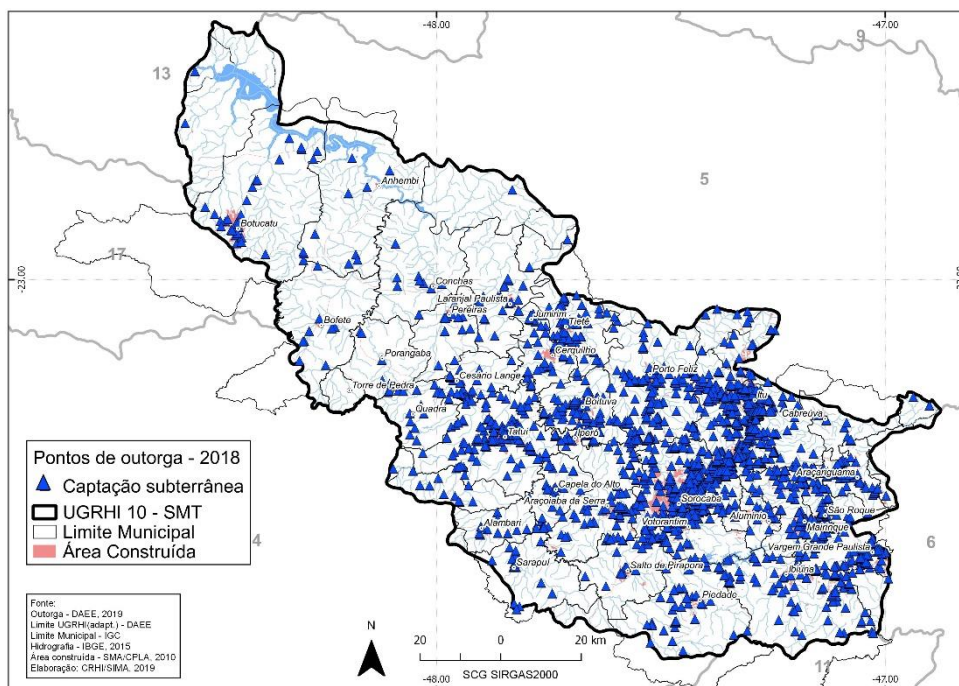 -48.00
-47.00
9
13
5
Anhembi
Botucatu
17
-23.00
Conchas
Laranjal Paulista
Pereiras
Jumirim
Tietê
Bofete
Cerquilho
Porangaba
Cesário Lange
Porto Feliz
Torre de Pedra
Itu
Quadra
Boituva
Cabreúva
Tatuí
Iperó
Pontos de outorga - 2018
Captação subterrânea
UGRHI 10 - SMT
Limite Municipal
Área Construída
Araçariguama
Capela do Alto
Sorocaba
Araçoiaba da Serra
São Roque
4
Alumínio
Mairinque
Alambari
Votorantim
6
Vargem Grande Paulista
Sarapuí
Salto de Pirapora
Ibiúna
Piedade
Fonte:
Outorga - DAEE, 2019
Limite UGRHI(adapt.) - DAEE
Limite Municipal - IGC
Hidrografia - IBGE, 2015
Área construída - SMA/CPLA, 2010
Elaboração: CRHI/SIMA, 2019
N
20 0 20 km
SCG SIRGAS2000
11
-48.00
-47.00